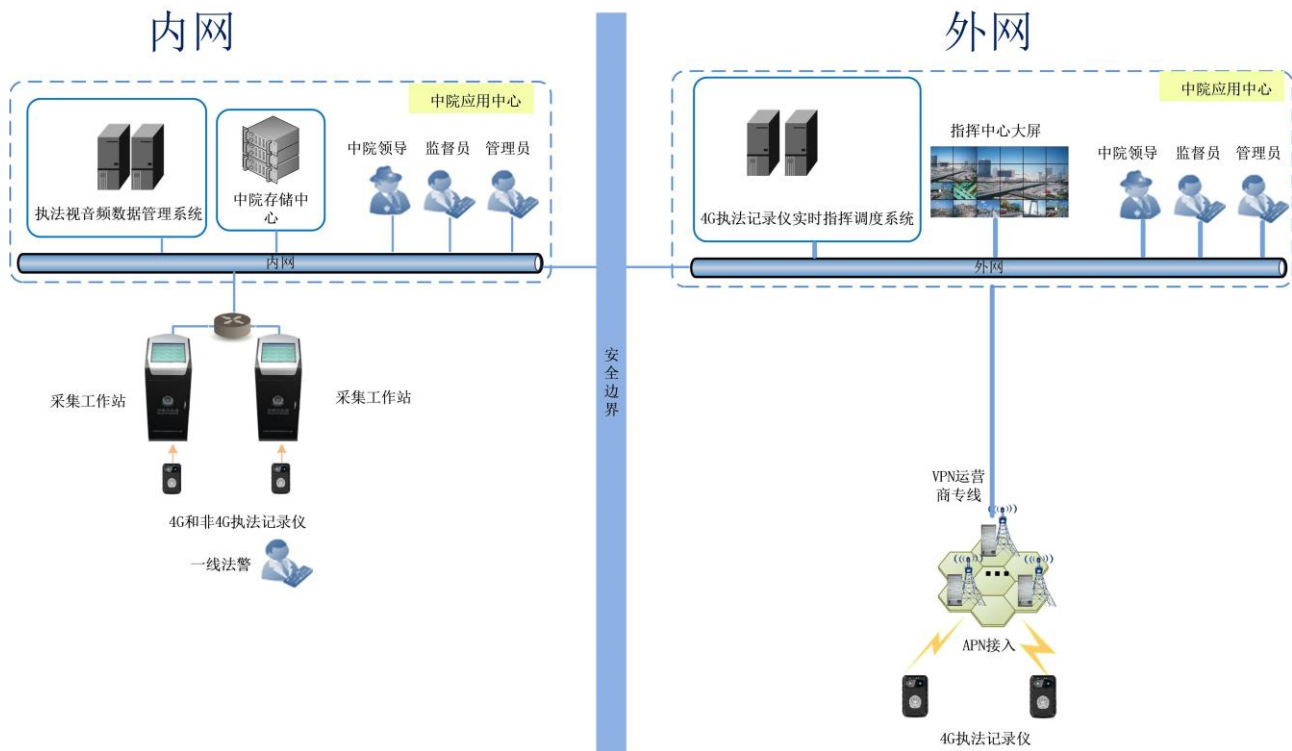 内网
外网
中院应用中心
执法视音频数据管理系统
中院存储中
心
中院领导
监督员
管理员
内网
采集工作站
采集工作站
4G和非4G执法记录仪
一线法警
安
全
边
界
中院应用中心
4G执法记录仪实时指挥调度系统
指挥中心大屏
中院领导
监督员
管理员
外网
VPN运营
商专线
APN接入
4G执法记录仪